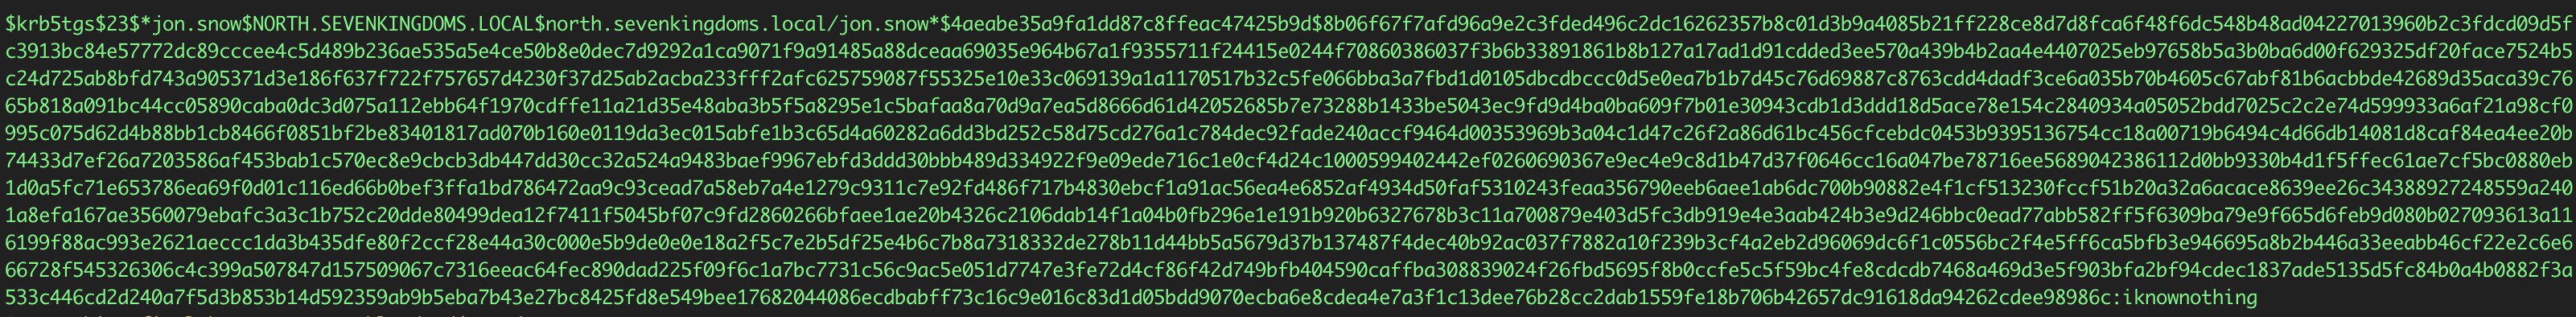 $krb5tgs$23$*jon.snow$NORTH.SEVENKINGDOMS.LOCAL$north.sevenkingdoms.local/jon.snow*$4aeabe35a9fa1dd87c8ffeac47425b9d$8b06f67f7afd96a9e2c3fded496c2dc16262357b8c01d3b9a4085b21ff228ce8d7d8fca6f48f6dc548b48ad04227013960b2c3fdcd09d5f
c3913bc84e57772dc89cccee4c5d489b236ae535a5e4ce50b8e0dec7d9292a1ca9071f9a91485a88dceaa69035e964b67a1f9355711f24415e0244f70860386037f3b6b33891861b8b127a17ad1d91cdded3ee570a439b4b2aa4e4407025eb97658b5a3b0ba6d00f629325df20face7524b5
c24d725ab8bfd743a905371d3e186f637f722f757657d4230f37d25ab2acba233fff2afc625759087f55325e10e33c069139a1a1170517b32c5fe066bba3a7fbd1d0105dbcdbccc0d5e0ea7b1b7d45c76d69887c8763cdd4dadf3ce6a035b70b4605c67abf81b6acbbde42689d35aca39c76
65b818a091bc44cc05890caba0dc3d075a112ebb64f1970cdffe11a21d35e48aba3b5f5a8295e1c5bafaa8a70d9a7ea5d8666d61d42052685b7e73288b1433be5043ec9fd9d4ba0ba609f7b01e30943cdb1d3ddd18d5ace78e154c2840934a05052bdd7025c2c2e74d599933a6af21a98cf0
995c075d62d4b88bb1cb8466f0851bf2be83401817ad070b160e0119da3ec015abfe1b3c65d4a60282a6dd3bd252c58d75cd276a1c784dec92fade240accf9464d00353969b3a04c1d47c26f2a86d61bc456cfcebdc0453b9395136754cc18a00719b6494c4d66db14081d8caf84ea4ee20b
74433d7ef26a7203586af453bab1c570ec8e9cbcb3db447dd30cc32a524a9483baef9967ebfd3ddd30bbb489d334922f9e09ede716c1e0cf4d24c1000599402442ef0260690367e9ec4e9c8d1b47d37f0646cc16a047be78716ee5689042386112d0bb9330b4d1f5ffec61ae7cf5bc0880eb
1d0a5fc71e653786ea69f0d01c116ed66b0bef3ffa1bd786472aa9c93cead7a58eb7a4e1279c9311c7e92fd486f717b4830ebcf1a91ac56ea4e6852af4934d50faf5310243feaa356790eeb6aee1ab6dc700b90882e4f1cf513230fccf51b20a32a6acace8639ee26c34388927248559a240
1a8efa167ae3560079ebafc3a3c1b752c20dde80499dea12f7411f5045bf07c9fd2860266bfaee1ae20b4326c2106dab14f1a04b0fb296e1e191b920b6327678b3c11a700879e403d5fc3db919e4e3aab424b3e9d246bbc0ead77abb582ff5f6309ba79e9f665d6feb9d080b027093613a11
6199f88ac993e2621aeccc1da3b435dfe80f2ccf28e44a30c000e5b9de0e0e18a2f5c7e2b5df25e4b6c7b8a7318332de278b11d44bb5a5679d37b137487f4dec40b92ac037f7882a10f239b3cf4a2eb2d96069dc6f1c0556bc2f4e5ff6ca5bfb3e946695a8b2b446a33eeabb46cf22e2c6e6
66728f545326306c4c399a507847d157509067c7316eeac64fec890dad225f09f6c1a7bc7731c56c9ac5e051d7747e3fe72d4cf86f42d749bfb404590caffba308839024f26fbd5695f8b0ccfe5c5f59bc4fe8cdcdb7468a469d3e5f903bfa2bf94cdec1837ade5135d5fc84b0a4b0882f3a
533c446cd2d240a7f5d3b853b14d592359ab9b5eba7b43e27bc8425fd8e549bee17682044086ecdbabff73c16c9e016c83d1d05bdd9070ecba6e8cdea4e7a3f1c13dee76b28cc2dab1559fe18b706b42657dc91618da94262cdee98986c:iknownothing